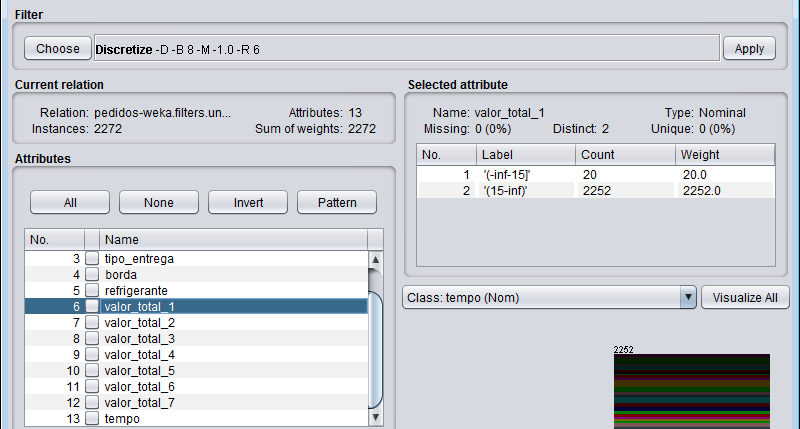 Filter
Choose Discretize -D -B 8 -M -1.0 -R 6 Apply
Current relation
Relation: pedidos-weka.filters.un... Attributes: 13
Instances: 2272 Sum of weights: 2272
Attributes
All None Invert Pattern
No. Name
3 tipo_entrega
4 borda
5 refrigerante
6 valor_total_1
7 valor_total_2
8 valor_total_3
9 valor_total_4
10 valor_total_5
11 valor_total_6
12 valor_total_7
13 tempo
Selected attribute
Name: valor_total_1 Type: Nominal
Missing: 0 (0%) Distinct: 2 Unique: 0 (0%)
No. Label Count Weight
1 '(-inf-15]' 20 20.0
2 '(15-inf)' 2252 2252.0
Class: tempo (Nom) Visualize All
2252